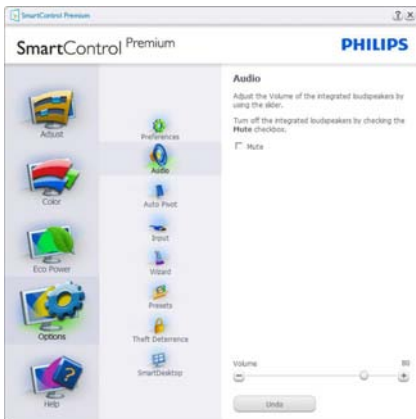 SmartControl Premium
SmartControl Premium
PHILIPS
Adjust
Color
Eco Power
Options
Help
Preferences
Audio
Auto Pivot
Input
Wizard
Presets
Theft Deterrence
SmartDesktop
Audio
Adjust the Volume of the integrated loudspeakers by
using the slider.
Turn off the integrated loudspeakers by checking the
Mute checkbox.
Mute
Volume
Undo